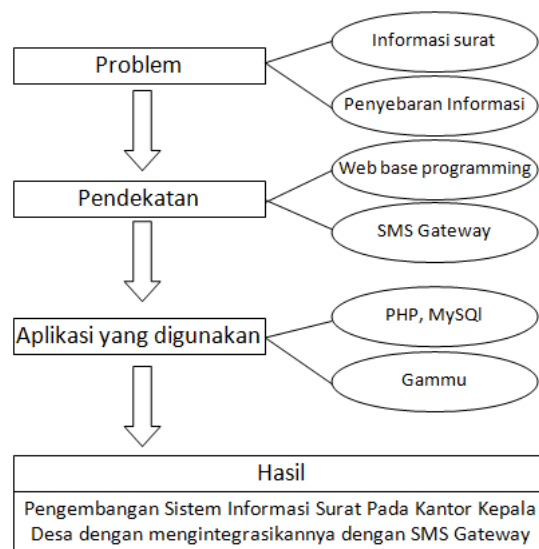 Informasi surat
Problem
Penyebaran Informasi
Web base programming
Pendekatan
SMS Gateway
PHP, MySQl
Aplikasi yang digunakan
Gammu
Hasil
Pengembangan Sistem Informasi Surat Pada Kantor Kepala
Desa dengan mengintegrasikannya dengan SMS Gateway